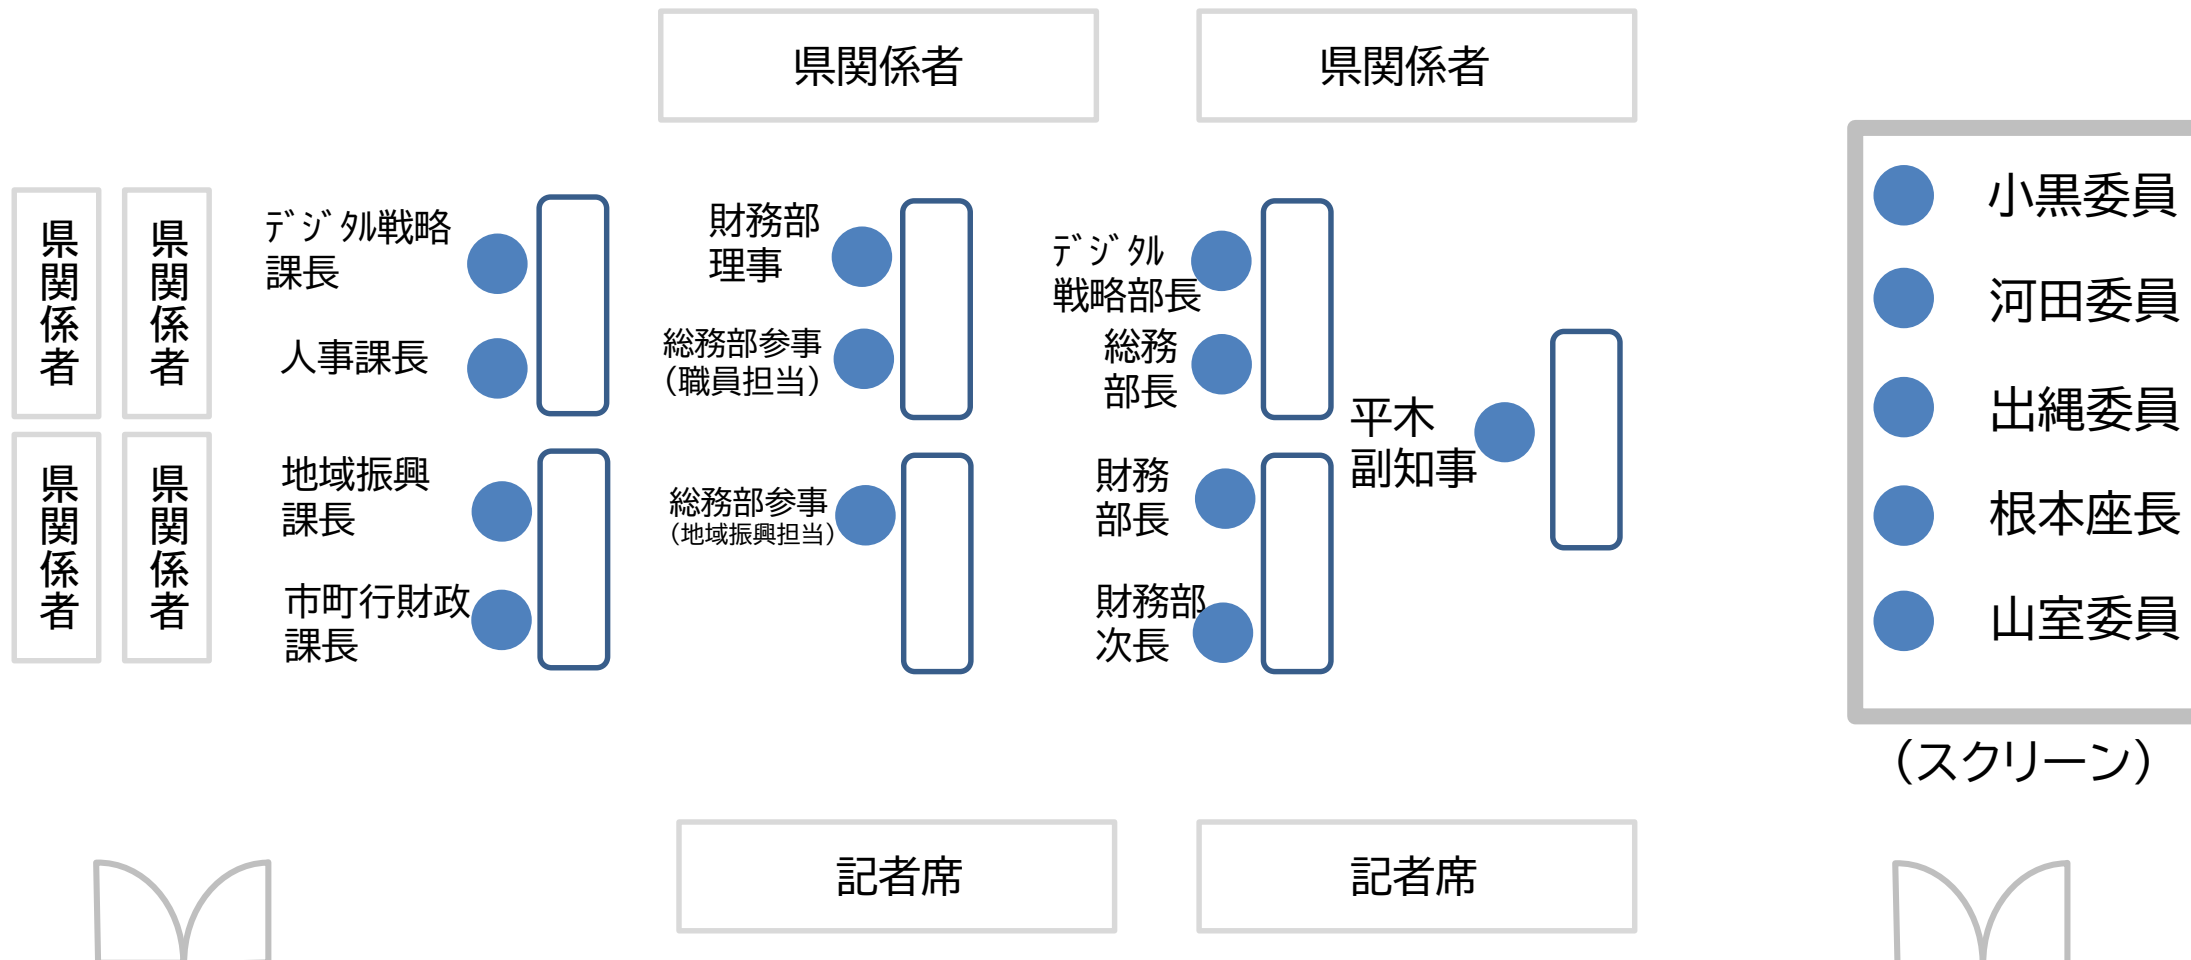 県関係者
県関係者
県関係者
県関係者
県関係者
県関係者
ﾃﾞｼﾞﾀﾙ戦略
課長
人事課長
地域振興
課長
市町行財政
課長
財務部
理事
総務部参事
（職員担当）
総務部参事
（地域振興担当）
ﾃﾞｼﾞﾀﾙ
戦略部長
総務
部長
財務
部長
財務部
次長
平木
副知事
小黒委員
河田委員
出縄委員
根本座長
山室委員
（スクリーン）
記者席
記者席